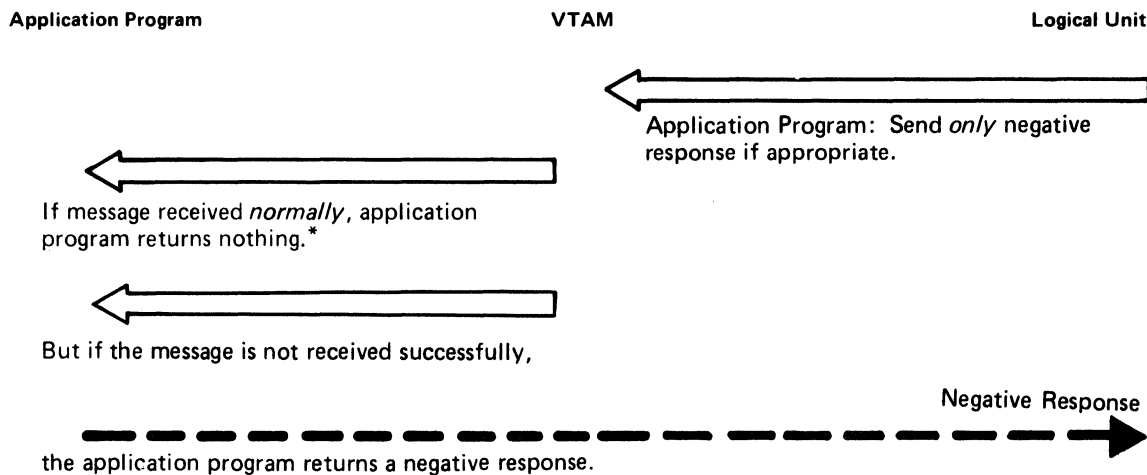 Application Program VTAM Logical Unit
Application Program: Send only negative
response if appropriate.
If message received normally, application
program returns nothing.*
But if the message is not received successfully,
Negative Response
the application program returns a negative response.